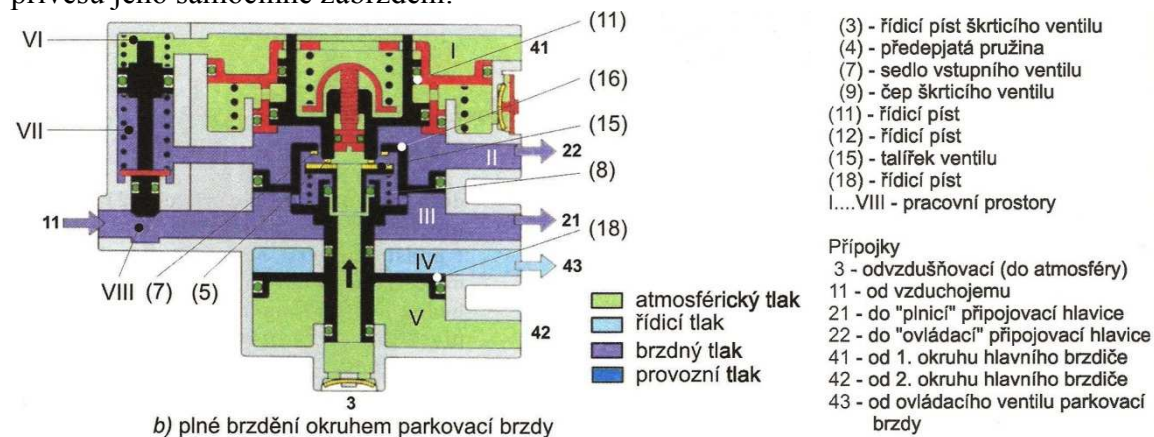 přívěsu jeho samočinné zabrzdění.
VI
VII
11
VIII (7) (5)
I
II
III
IV
V
(11)
41
(16)
(15)
22
(8)
21
(18)
43
42
3
b) plné brzdění okruhem parkovací brzdy
atmosférický tlak
řídicí tlak
brzdný tlak
provozní tlak
(3) - řídicí píst škrticího ventilu
(4) - předepjatá pružina
(7) - sedlo vstupního ventilu
(9) - čep škrticího ventilu
(11) - řídicí píst
(12) - řídicí píst
(15) - talířek ventilu
(18) - řídicí píst
I....VIII - pracovní prostory
Přípojky
3 - odvzdušňovací (do atmosféry)
11 - od vzduchojemu
21 - do "plnicí" připojovací hlavice
22 - do "ovládací" připojovací hlavice
41 - od 1. okruhu hlavního brzdiče
42 - od 2. okruhu hlavního brzdiče
43 - od ovládacího ventilu parkovací
brzdy